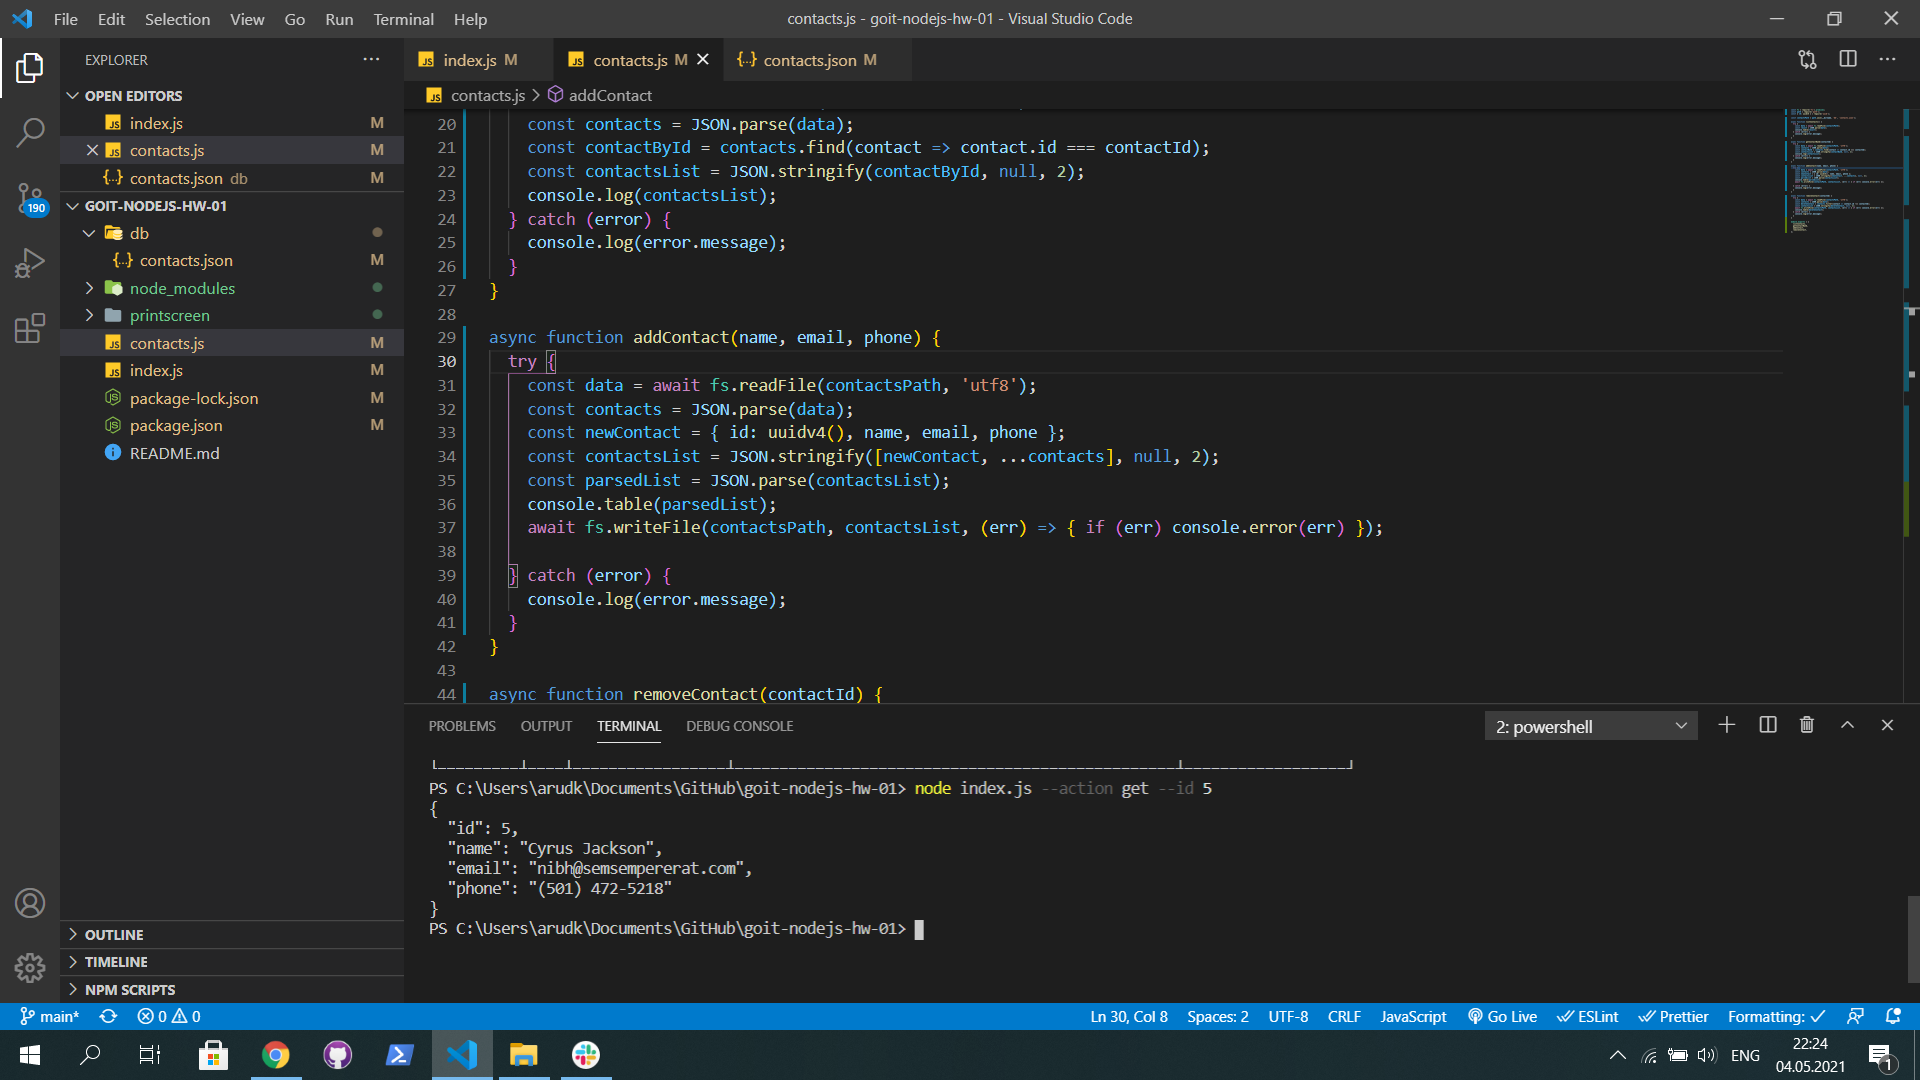 File Edit Selection View Go Run Terminal Help
contacts.js - goit-nodejs-hw-01 - Visual Studio Code
EXPLORER
OPEN EDITORS
index.js M
contacts.js M
contacts.json db M
GOIT-NODEJS-HW-01
db
contacts.json M
node_modules
printscreen
contacts.js M
index.js M
package-lock.json M
package.json M
README.md
190
OUTLINE
TIMELINE
NPM SCRIPTS
index.js M
contacts.js M
contacts.json M
contacts.js > addContact
20 const contacts = JSON.parse(data);
21 const contactById = contacts.find(contact => contact.id === contactId);
22 const contactsList = JSON.stringify(contactById, null, 2);
23 console.log(contactsList);
24 } catch (error) {
25 console.log(error.message);
26 }
27 }
28
29 async function addContact(name, email, phone) {
30 try {
31 const data = await fs.readFile(contactsPath, 'utf8');
32 const contacts = JSON.parse(data);
33 const newContact = { id: uuidv4(), name, email, phone };
34 const contactsList = JSON.stringify([newContact, ...contacts], null, 2);
35 const parsedList = JSON.parse(contactsList);
36 console.table(parsedList);
37 await fs.writeFile(contactsPath, contactsList, (err) => { if (err) console.error(err) });
38
39 } catch (error) {
40 console.log(error.message);
41 }
42 }
43
44 async function removeContact(contactId) {
PROBLEMS OUTPUT TERMINAL DEBUG CONSOLE
2: powershell
PS C:\Users\arudk\Documents\GitHub\goit-nodejs-hw-01> node index.js --action get --id 5
{
"id": 5,
"name": "Cyrus Jackson",
"email": "nibh@semsempererat.com",
"phone": "(501) 472-5218"
}
PS C:\Users\arudk\Documents\GitHub\goit-nodejs-hw-01>
main* 0 0
Ln 30, Col 8 Spaces: 2 UTF-8 CRLF JavaScript Go Live ESLint Prettier Formatting:
ENG
22:24
04.05.2021
1